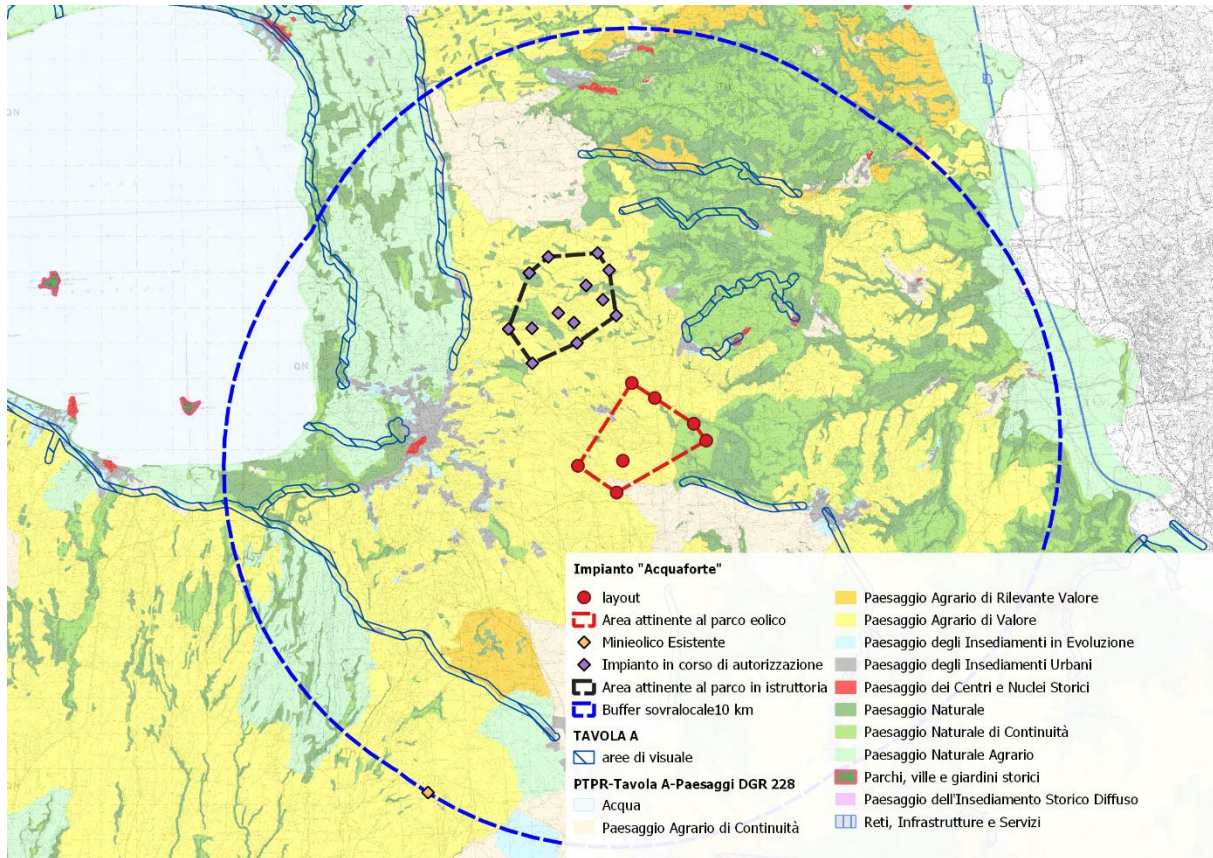 QN
QN
Impianto "Acquaforte"
layout
Area attinente al parco eolico
Minieolico Esistente
Impianto in corso di autorizzazione
Area attinente al parco in istruttoria
Buffer sovralocale10 km
TAVOLA A
aree di visuale
PTPR-Tavola A-Paesaggi DGR 228
Acqua
Paesaggio Agrario di Continuità
Paesaggio Agrario di Rilevante Valore
Paesaggio Agrario di Valore
Paesaggio degli Insediamenti in Evoluzione
Paesaggio degli Insediamenti Urbani
Paesaggio dei Centri e Nuclei Storici
Paesaggio Naturale
Paesaggio Naturale di Continuità
Paesaggio Naturale Agrario
Parchi, ville e giardini storici
Paesaggio dell'Insediamento Storico Diffuso
Reti, Infrastrutture e Servizi